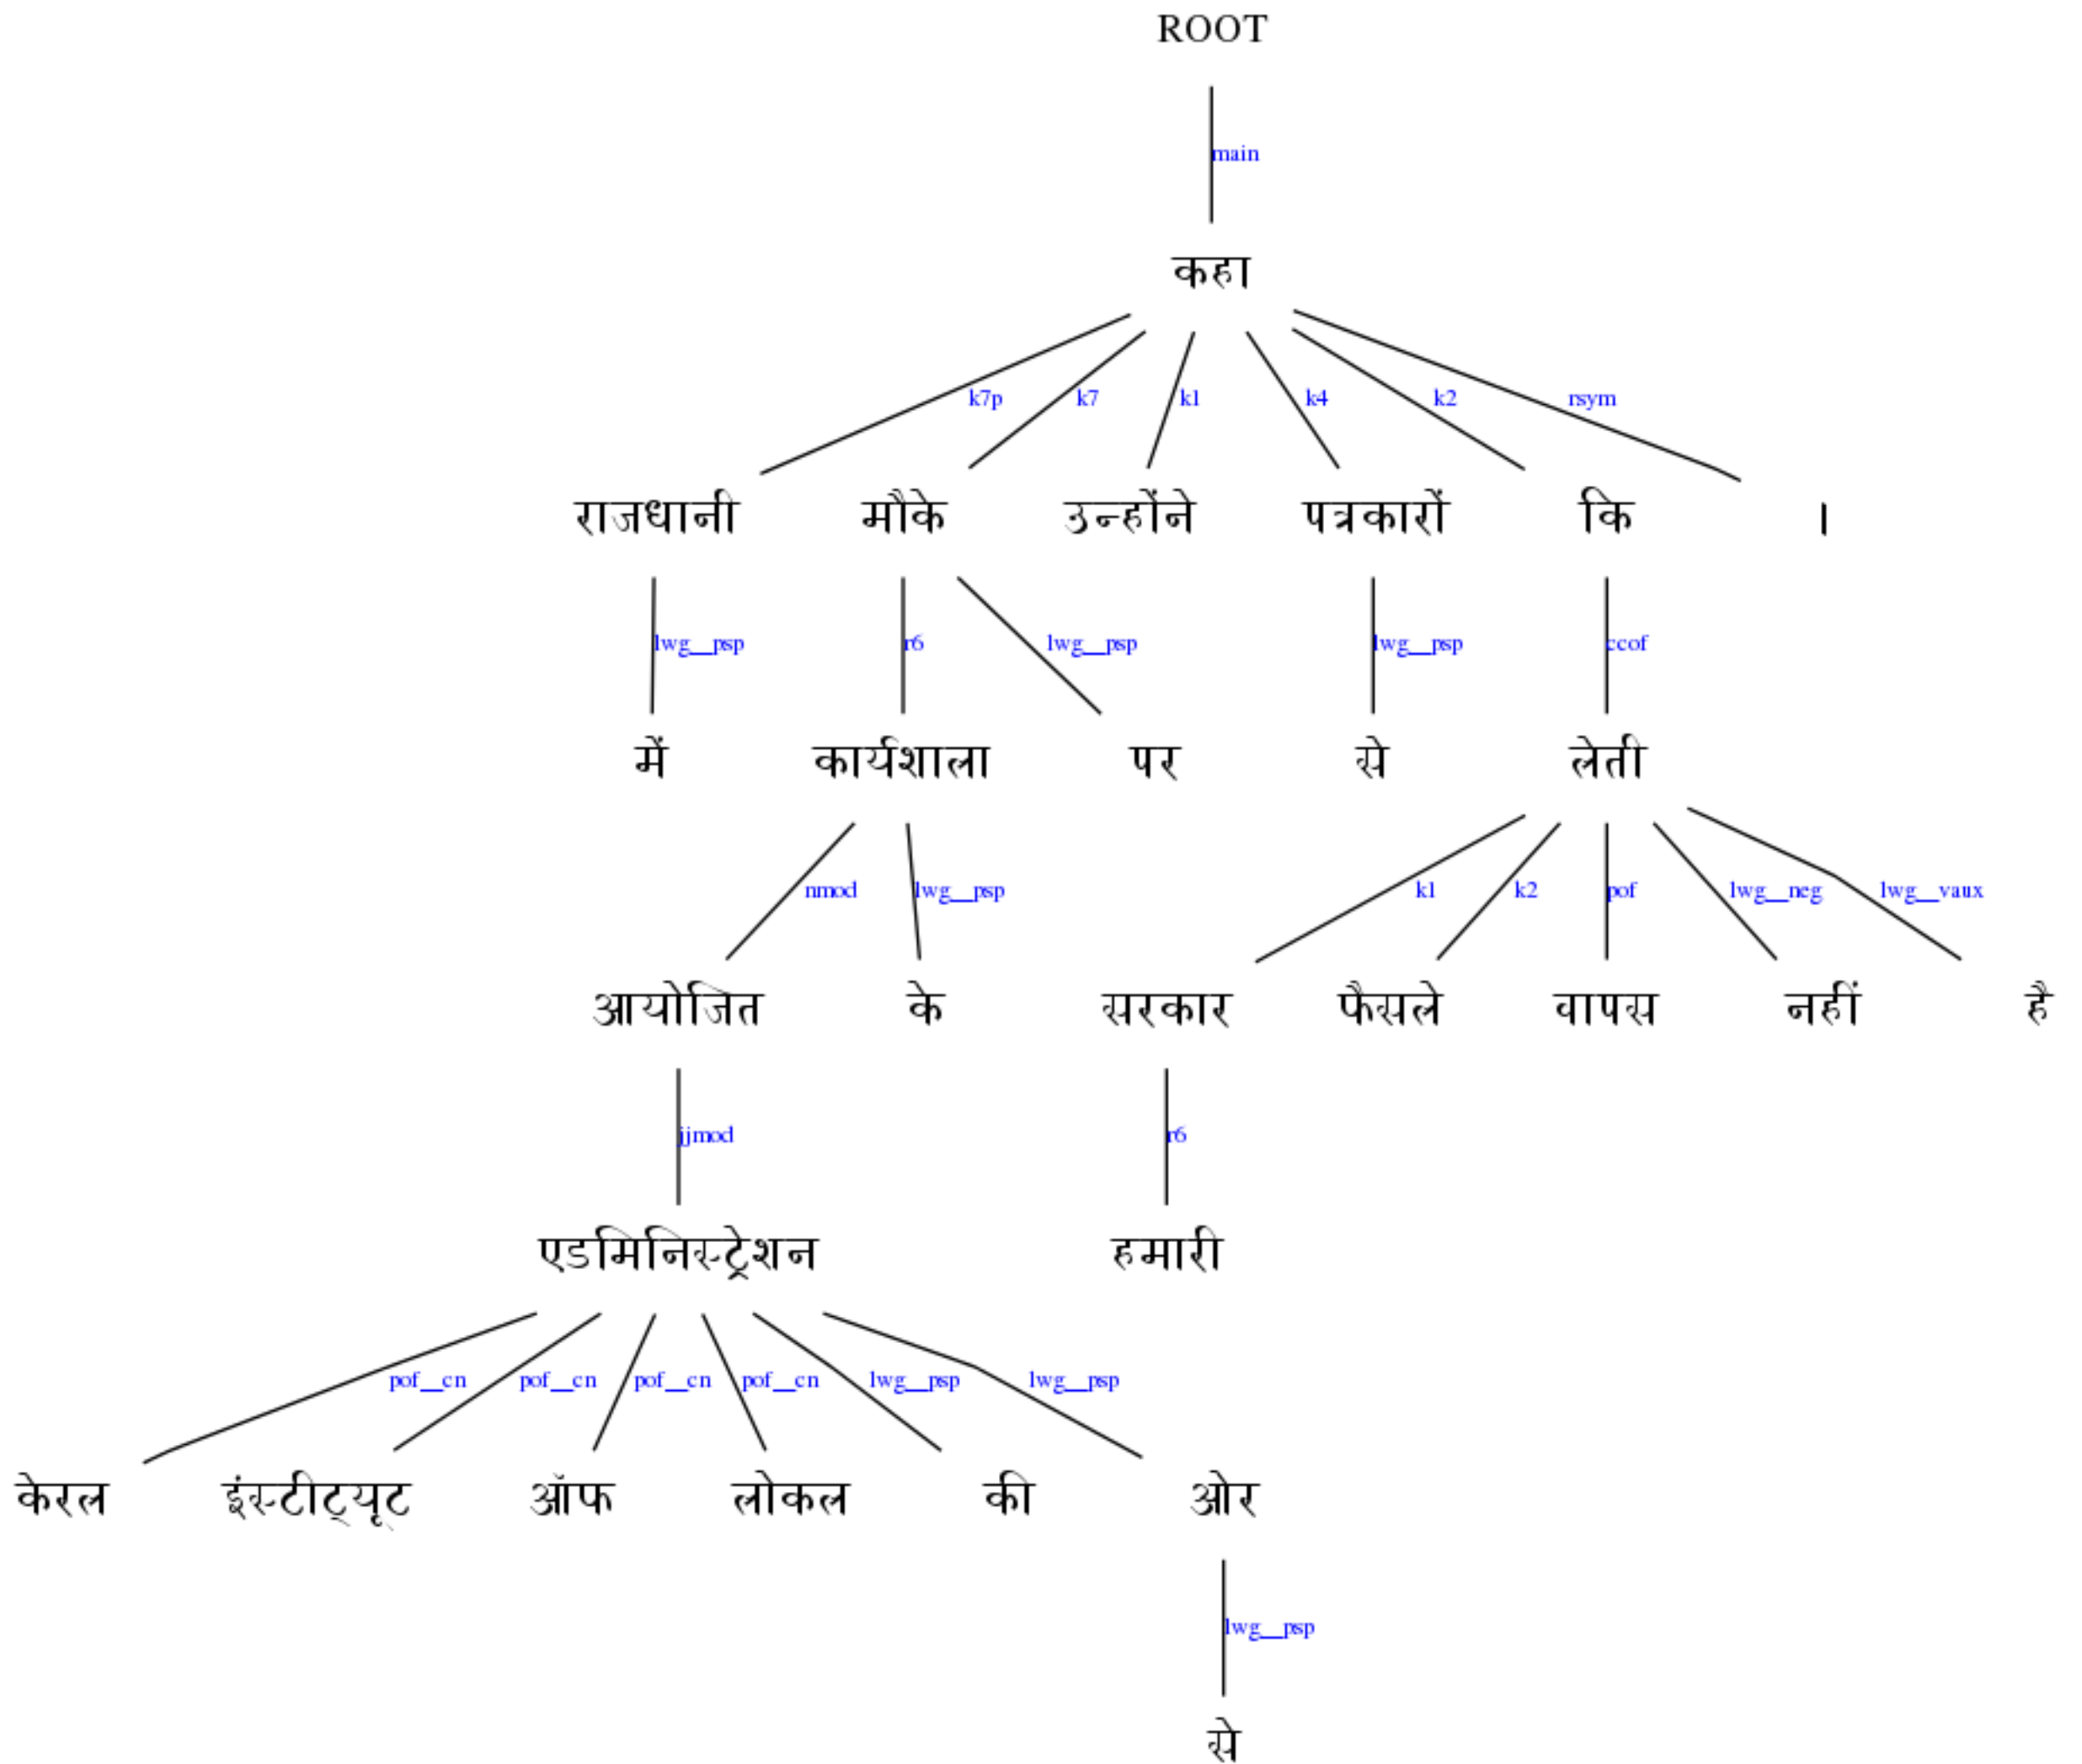 ROOT
main
कहा
k7p k7 k1 k4 k2 rsym
राजधानी मौके उन्होंने पत्रकारों कि ।
lwg__psp r6 lwg__psp lwg__psp ccof
में कार्यशाला पर से लेती
nmod lwg__psp k1 k2 pof lwg__neg lwg__vaux
आयोजित के सरकार फैसले वापस नहीं है
jjmod r6
एडमिनिस्ट्रेशन हमारी
pof__cn pof__cn pof__cn pof__cn lwg__psp lwg__psp
केरल इंस्टीट्यूट ऑफ लोकल की ओर
lwg__psp
से